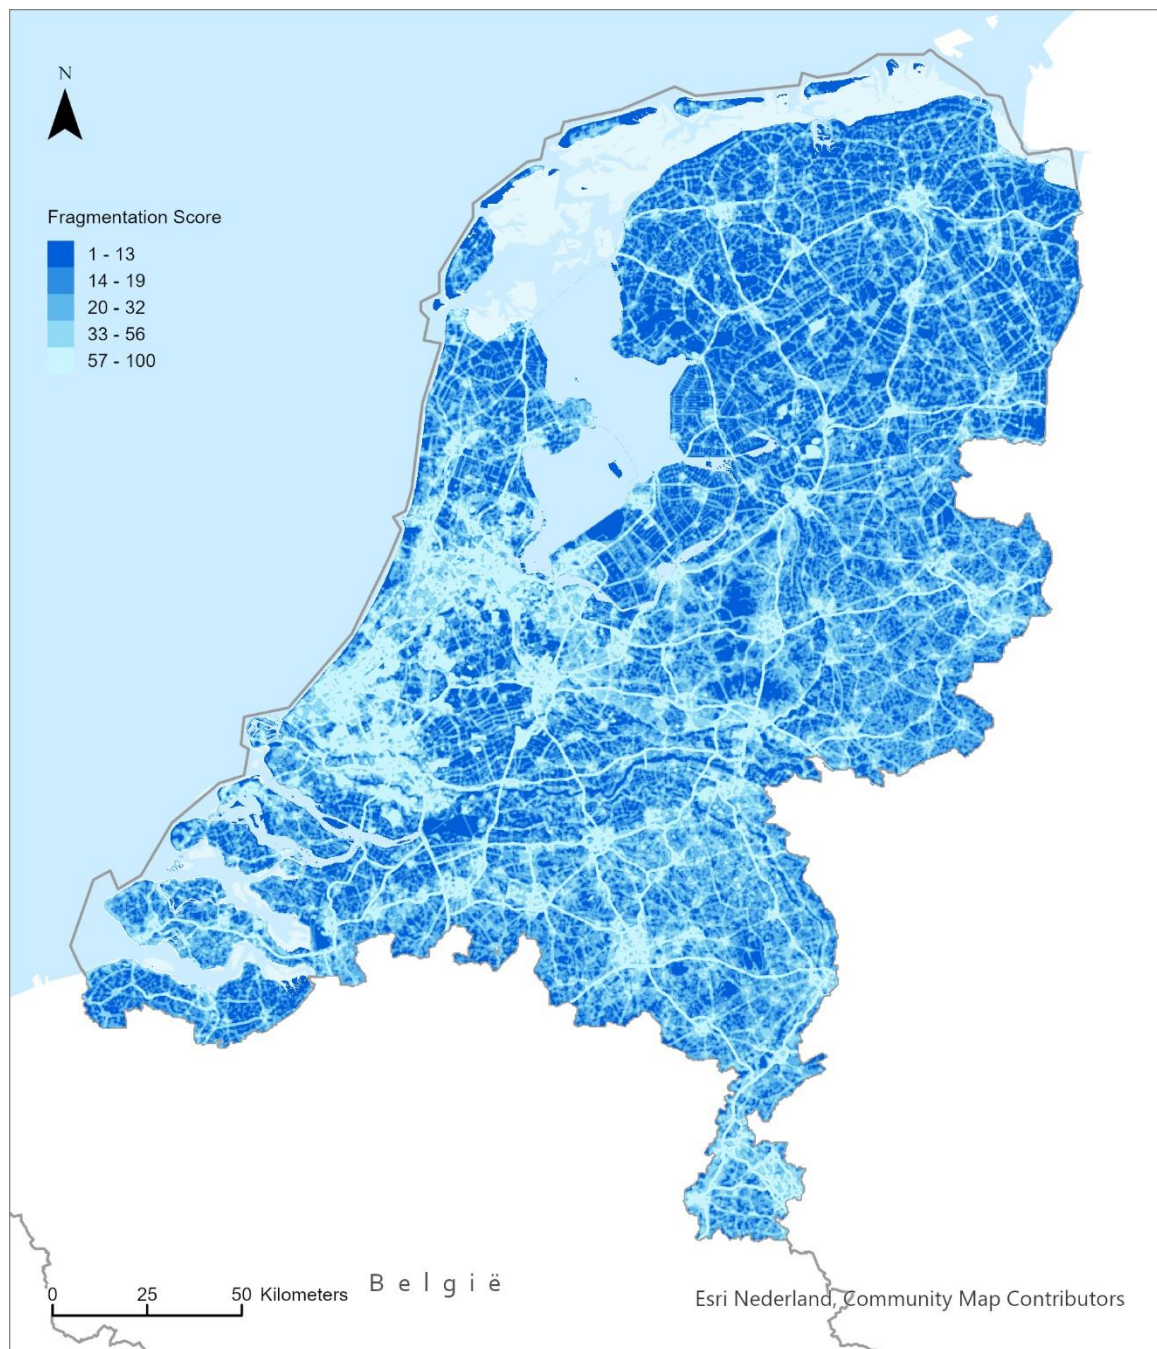 N
Fragmentation Score
1 - 13
14 - 19
20 - 32
33 - 56
57 - 100
0 25 50 Kilometers
België
Esri Nederland, Community Map Contributors